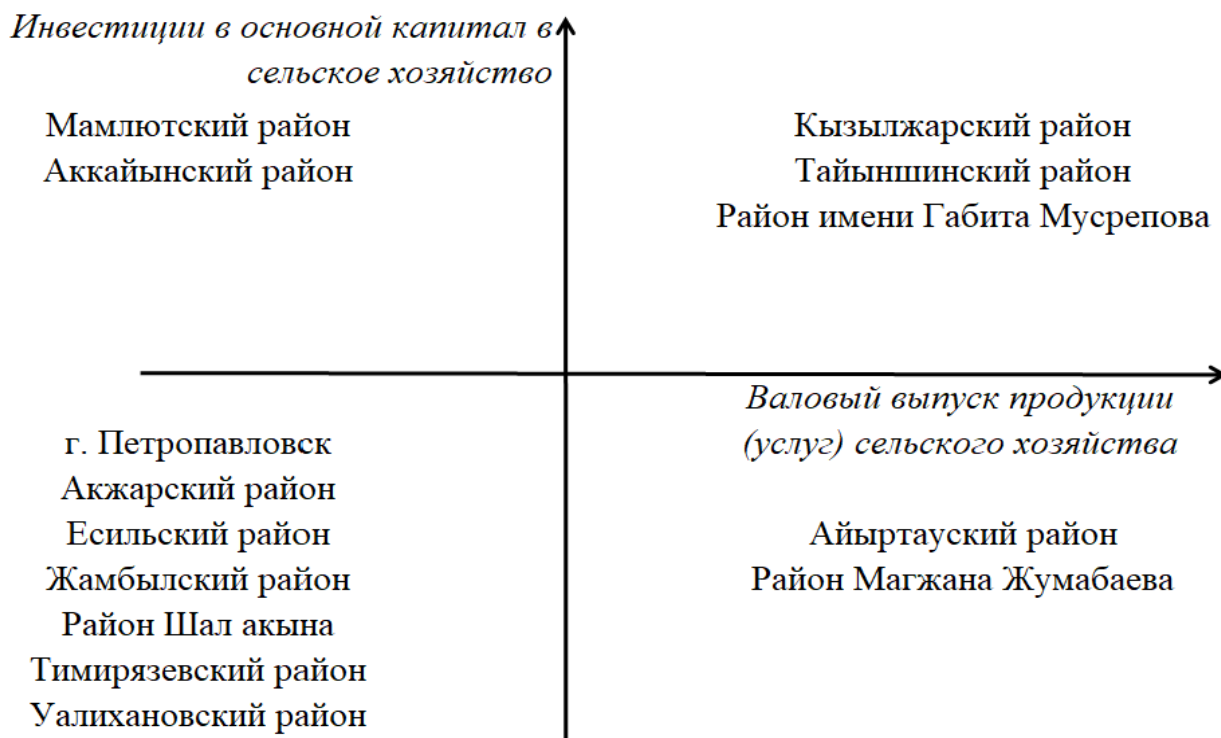 Инвестиции в основной капитал в
сельское хозяйство
Мамлютский район
Аккайынский район
Кызылжарский район
Тайыншинский район
Район имени Габита Мусрепова
Валовый выпуск продукции
(услуг) сельского хозяйства
г. Петропавловск
Акжарский район
Есильский район
Жамбылский район
Район Шал акына
Тимирязевский район
Уалихановский район
Айыртауский район
Район Магжана Жумабаева